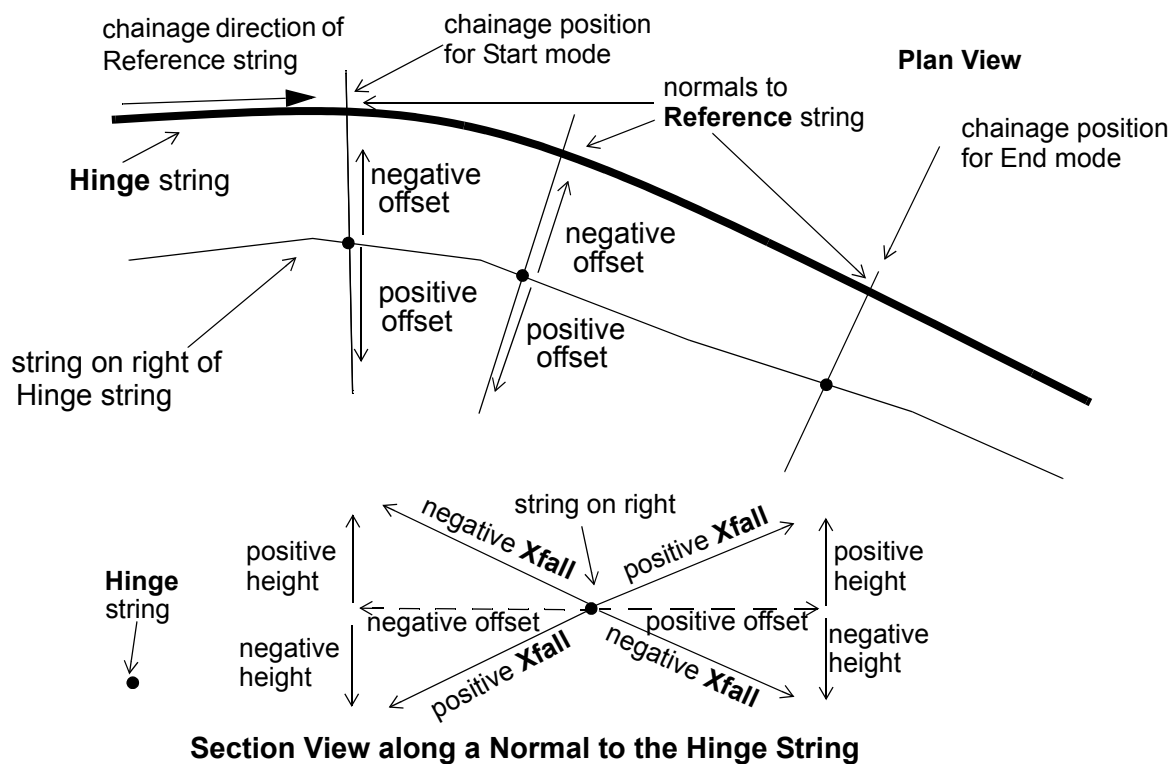 chainage direction of
Reference string
chainage position
for Start mode
Plan View
normals to
Reference string
chainage position
for End mode
Hinge string
negative
offset
negative
offset
positive
offset
positive
offset
string on right of
Hinge string
string on right
negative Xfall
positive Xfall
positive
height
positive
height
Hinge
string
negative offset
positive offset
negative
height
negative
height
positive Xfall
negative Xfall
Section View along a Normal to the Hinge String